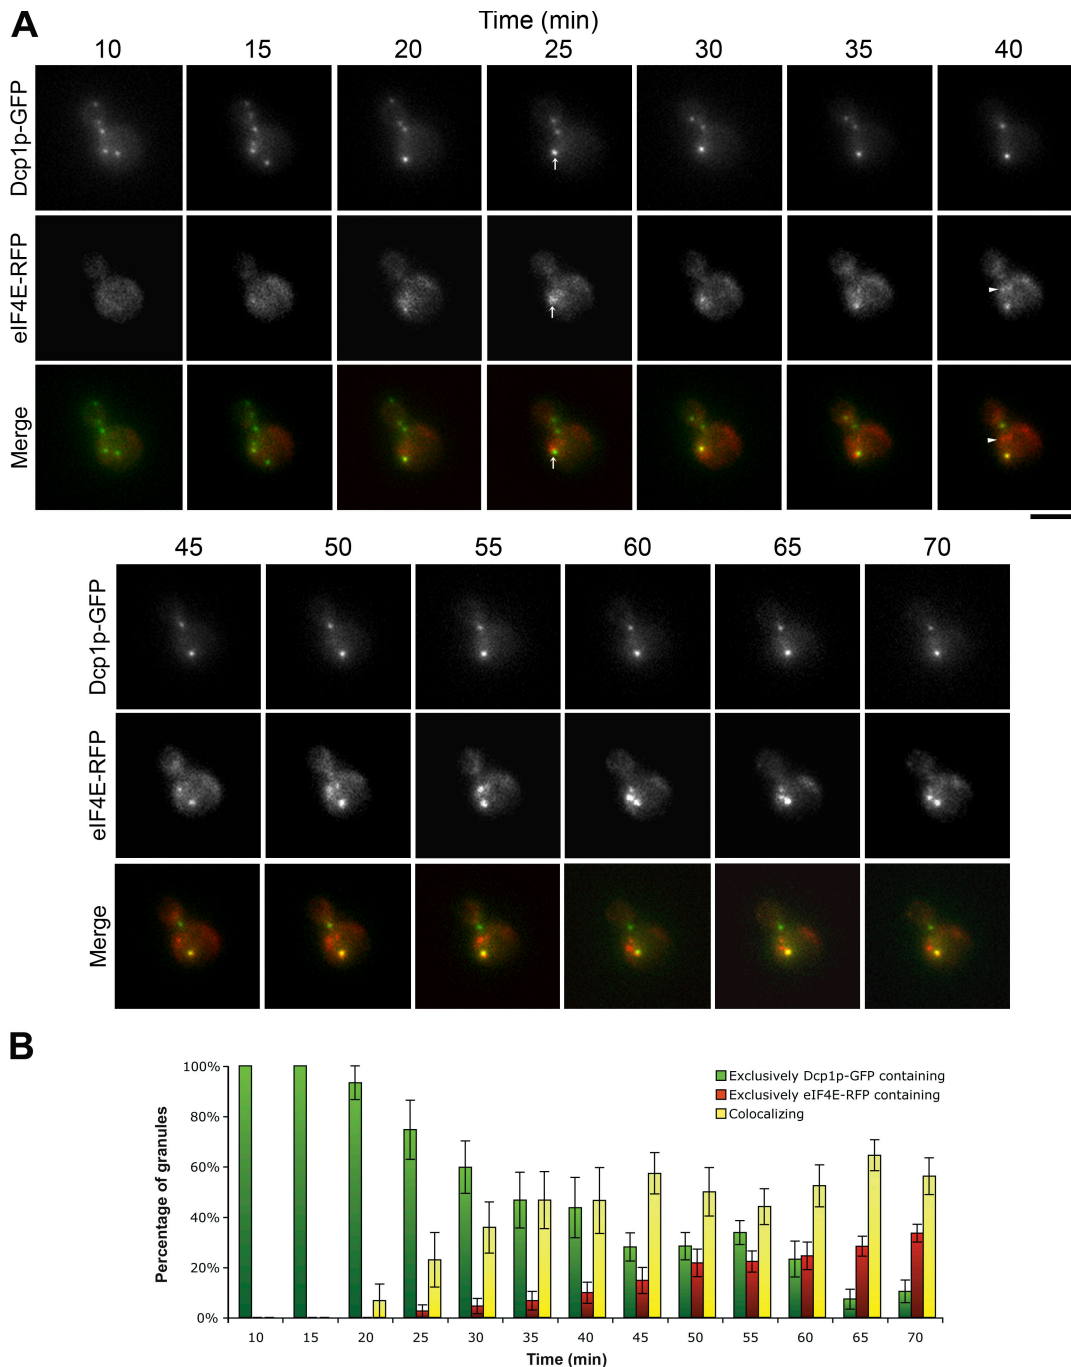 A
Time (min)
10 15 20 25 30 35 40
Dcp1p-GFP
eIF4E-RFP
Merge
45 50 55 60 65 70
Dcp1p-GFP
eIF4E-RFP
Merge
B
100%
80%
60%
40%
20%
0%
Percentage of granules
Exclusively Dcp1p-GFP containing
Exclusively eIF4E-RFP containing
Colocalizing
10 15 20 25 30 35 40 45 50 55 60 65 70
Time (min)